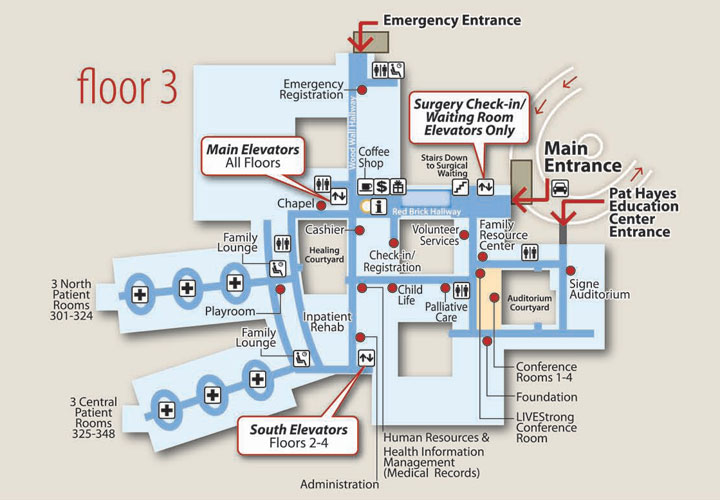 Emergency Entrance
floor 3
Emergency
Registration
Wood Wall Hallway
Surgery Check-in/
Waiting Room
Elevators Only
Main Elevators
All Floors
Coffee
Shop
Stairs Down
to Surgical
Waiting
Main
Entrance
Pat Hayes
Education
Center
Entrance
$
i
Chapel
Red Brick Hallway
Cashier
Healing
Courtyard
Check-in/
Registration
Volunteer
Services
Family
Resource
Center
Family
Lounge
3 North
Patient
Rooms
301-324
Playroom
Inpatient
Rehab
Child
Life
Palliative
Care
Auditorium
Courtyard
Signe
Auditorium
Family
Lounge
Conference
Rooms 1-4
Foundation
LIVEStrong
Conference
Room
3 Central
Patient
Rooms
325-348
South Elevators
Floors 2-4
Human Resources &
Health Information
Management
(Medical Records)
Administration